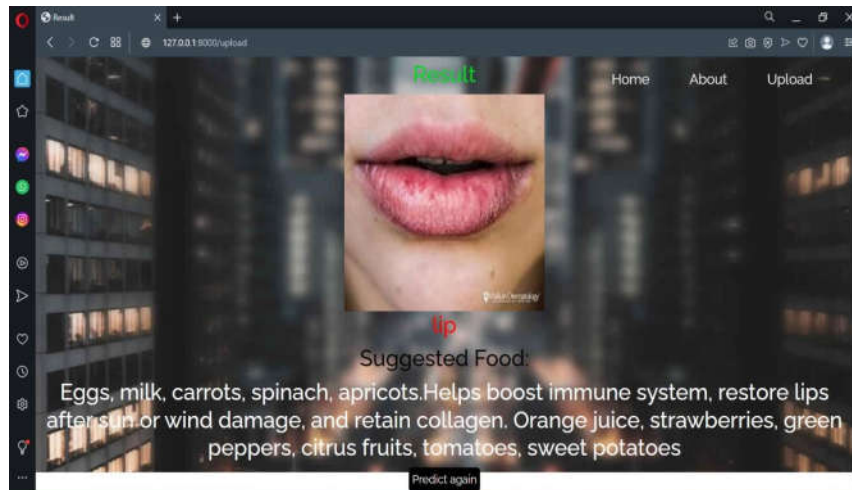 Result
127.0.0.1:8000/upload
Result
Home About Upload
lip
Suggested Food:
Eggs, milk, carrots, spinach, apricots.Helps boost immune system, restore lips
after sun or wind damage, and retain collagen. Orange juice, strawberries, green
peppers, citrus fruits, tomatoes, sweet potatoes
Predict again